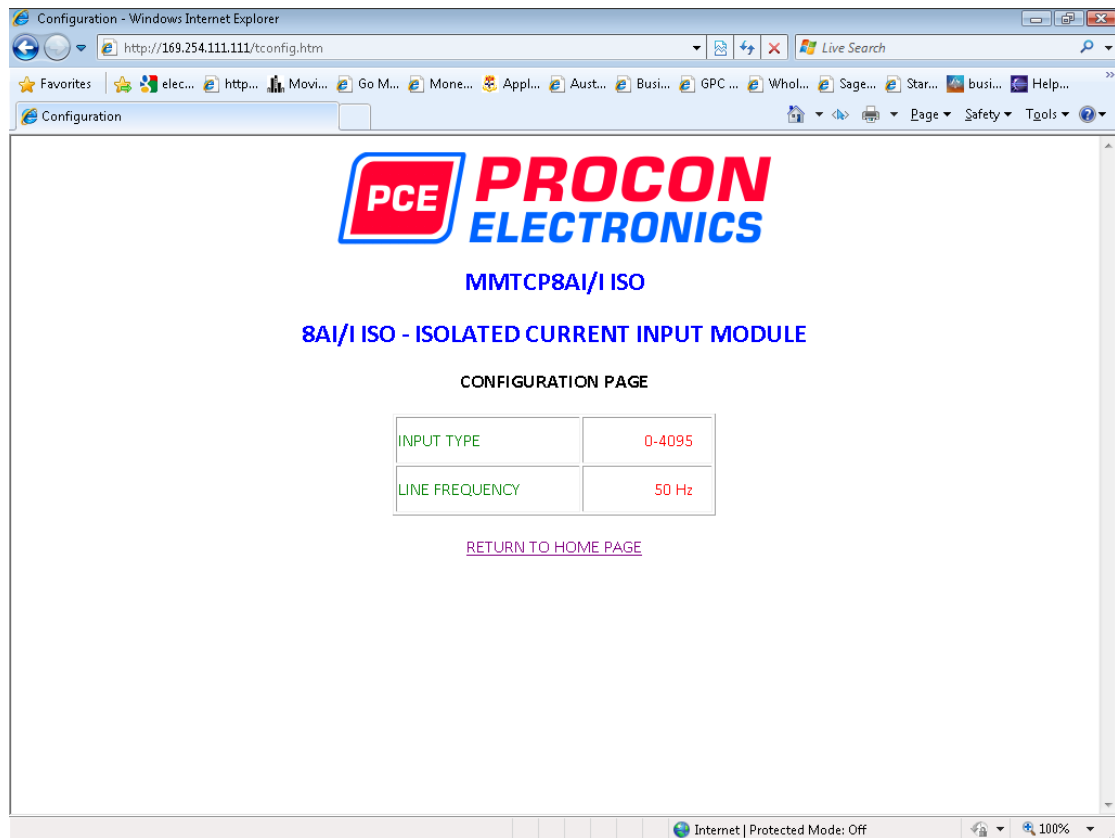 Configuration - Windows Internet Explorer
http://169.254.111.111/tconfig.htm
Live Search
Favorites elec... http... Movi... Go M... Mone... Appl... Aust... Busi... GPC ... Whol... Sage... Star... busi... Help...
Configuration
Page Safety Tools
PCE PROCON
ELECTRONICS
MMTCP8AI/I ISO
8AI/I ISO - ISOLATED CURRENT INPUT MODULE
CONFIGURATION PAGE
INPUT TYPE 0-4095
LINE FREQUENCY 50 Hz
RETURN TO HOME PAGE
Internet | Protected Mode: Off 100%